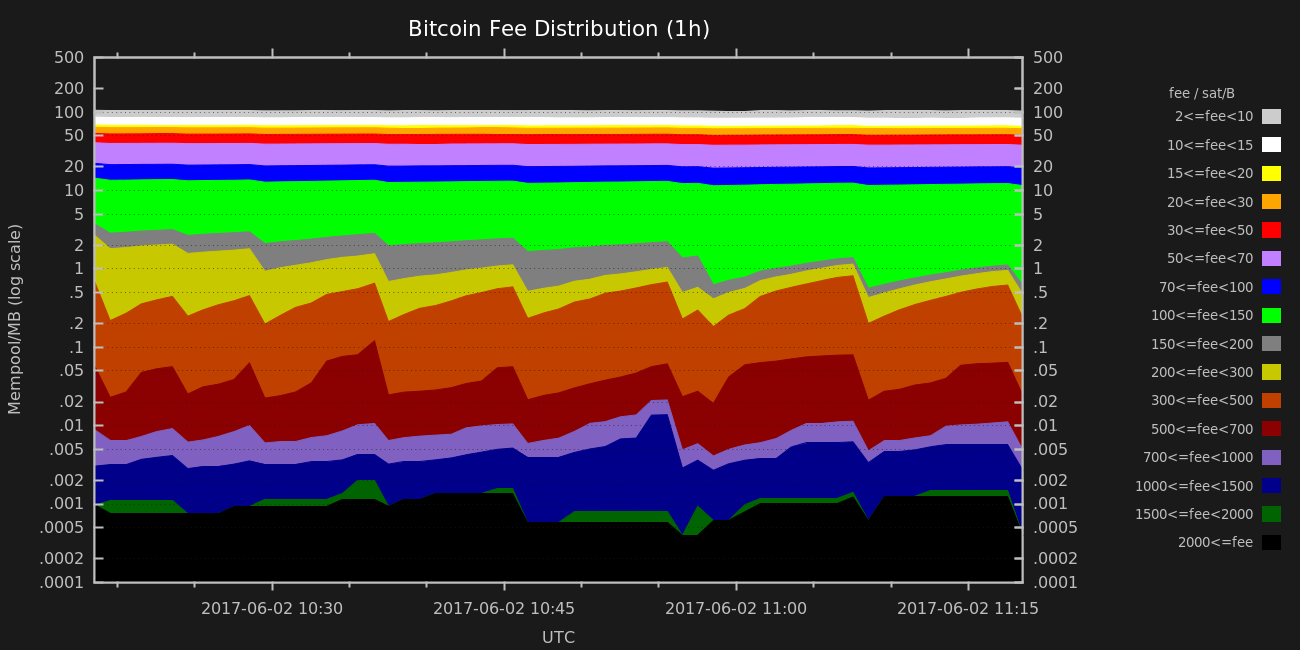 Bitcoin Fee Distribution (1h)
500 500
200 200
100 100
50 50
20 20
10 10
5 5
2 2
1 1
.5 .5
.2 .2
.1 .1
.05 .05
.02 .02
.01 .01
.005 .005
.002 .002
.001 .001
.0005 .0005
.0002 .0002
.0001 .0001
Mempool/MB (log scale)
2017-06-02 10:30 2017-06-02 10:45 2017-06-02 11:00 2017-06-02 11:15
UTC
fee / sat/B
2<=fee<10
10<=fee<15
15<=fee<20
20<=fee<30
30<=fee<50
50<=fee<70
70<=fee<100
100<=fee<150
150<=fee<200
200<=fee<300
300<=fee<500
500<=fee<700
700<=fee<1000
1000<=fee<1500
1500<=fee<2000
2000<=fee